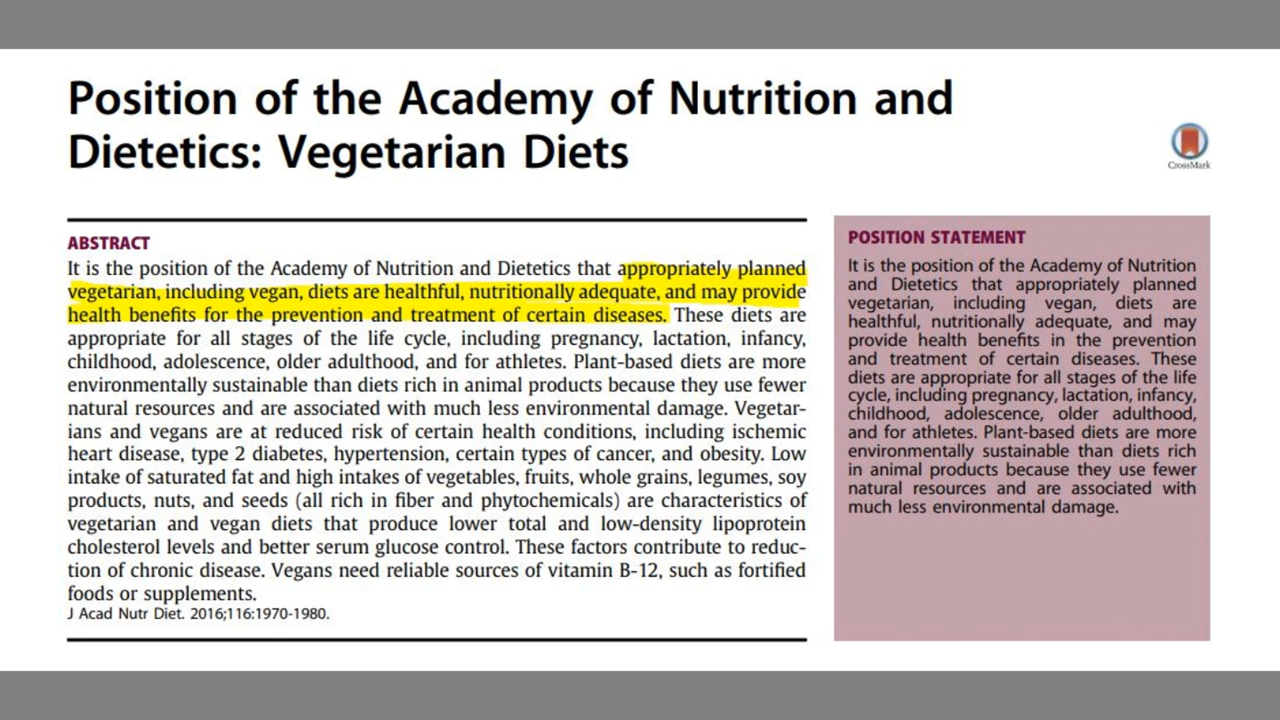 Position of the Academy of Nutrition and
Dietetics: Vegetarian Diets
CrossMark
ABSTRACT
It is the position of the Academy of Nutrition and Dietetics that appropriately planned
vegetarian, including vegan, diets are healthful, nutritionally adequate, and may provide
health benefits for the prevention and treatment of certain diseases. These diets are
appropriate for all stages of the life cycle, including pregnancy, lactation, infancy,
childhood, adolescence, older adulthood, and for athletes. Plant-based diets are more
environmentally sustainable than diets rich in animal products because they use fewer
natural resources and are associated with much less environmental damage. Vegetar-
ians and vegans are at reduced risk of certain health conditions, including ischemic
heart disease, type 2 diabetes, hypertension, certain types of cancer, and obesity. Low
intake of saturated fat and high intakes of vegetables, fruits, whole grains, legumes, soy
products, nuts, and seeds (all rich in fiber and phytochemicals) are characteristics of
vegetarian and vegan diets that produce lower total and low-density lipoprotein
cholesterol levels and better serum glucose control. These factors contribute to reduc-
tion of chronic disease. Vegans need reliable sources of vitamin B-12, such as fortified
foods or supplements.
J Acad Nutr Diet. 2016;116:1970-1980.
POSITION STATEMENT
It is the position of the Academy of Nutrition
and Dietetics that appropriately planned
vegetarian, including vegan, diets are
healthful, nutritionally adequate, and may
provide health benefits in the prevention
and treatment of certain diseases. These
diets are appropriate for all stages of the life
cycle, including pregnancy, lactation, infancy,
childhood, adolescence, older adulthood,
and for athletes. Plant-based diets are more
environmentally sustainable than diets rich
in animal products because they use fewer
natural resources and are associated with
much less environmental damage.